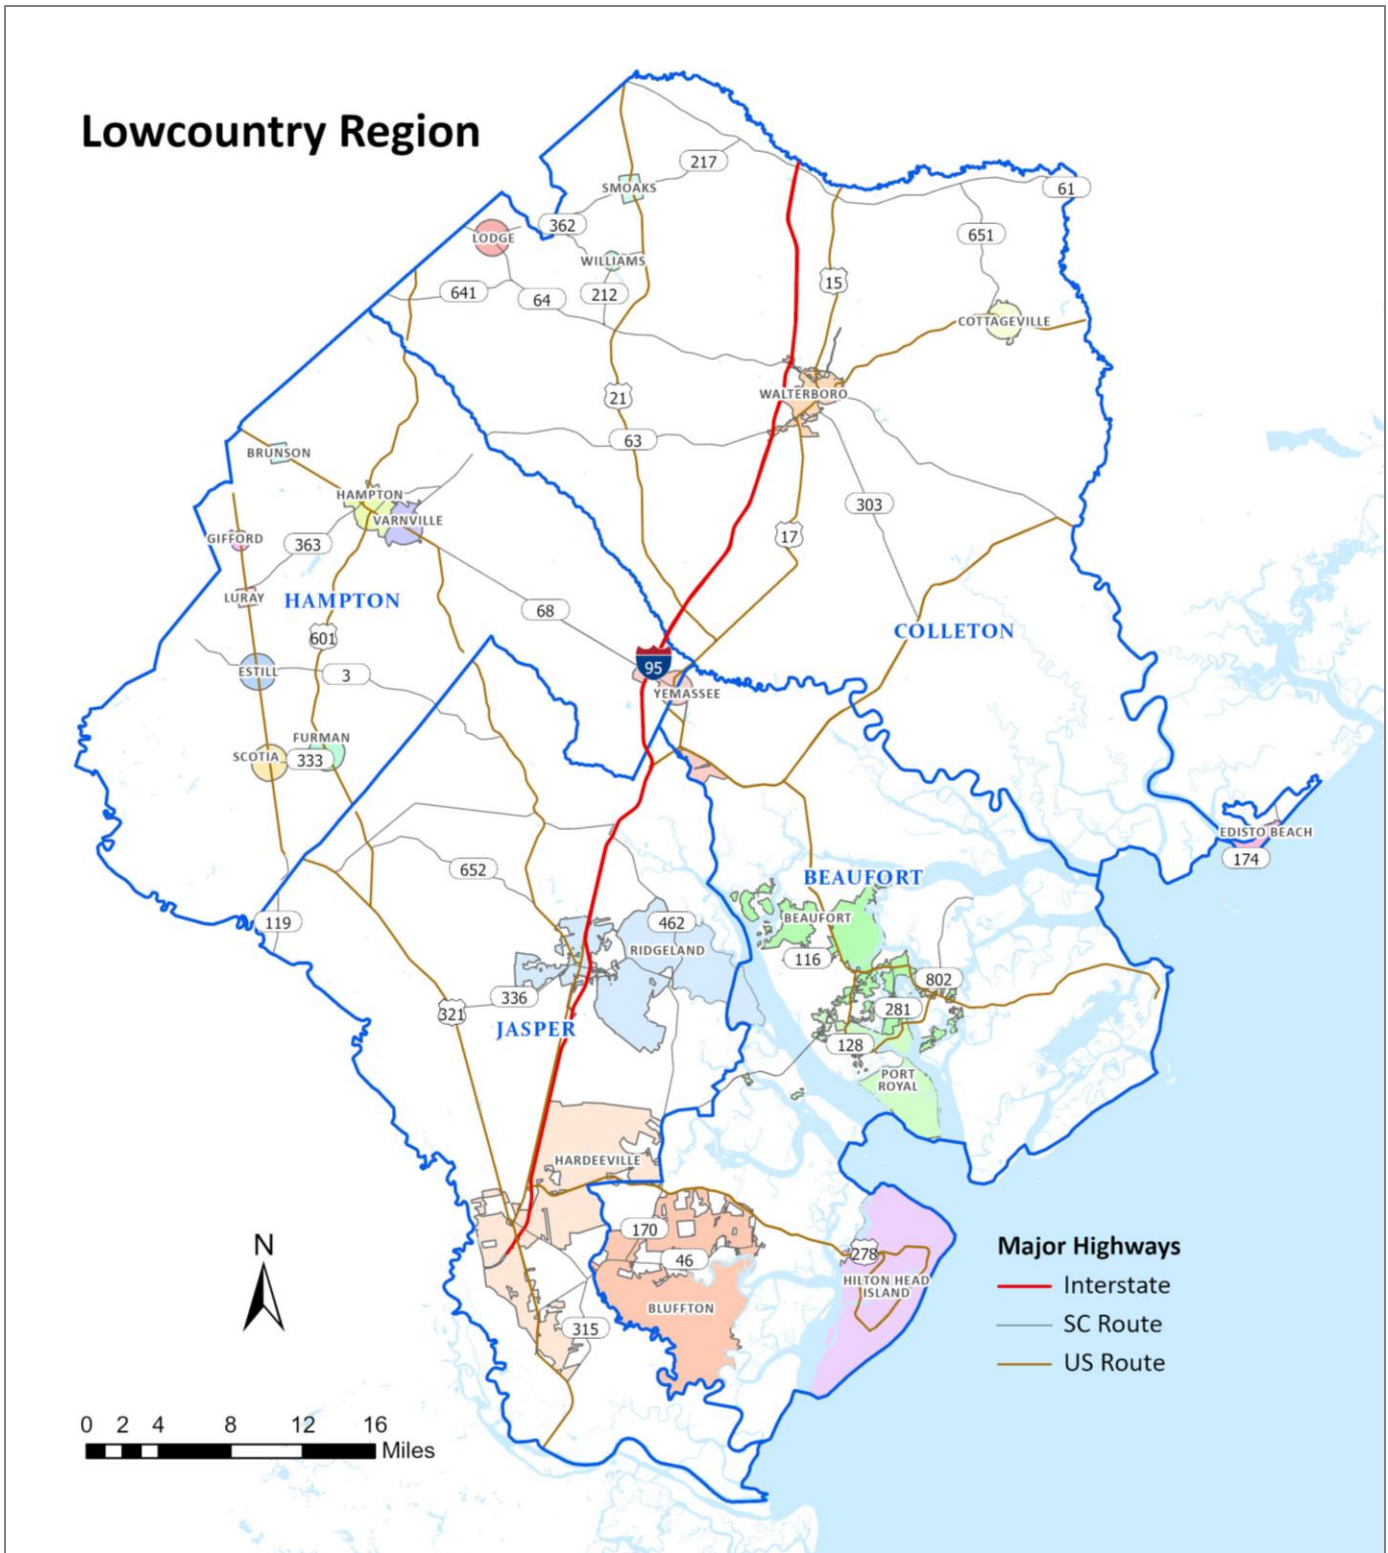 Lowcountry Region
217
SMOAKS
61
362
LODGE
651
WILLIAMS
15
641
64
212
COTTAGEVILLE
WALTERBORO
21
63
BRUNSON
HAMPTON
303
VARNVILLE
17
GIFFORD
363
LURAY
HAMPTON
68
COLLETON
601
95
ESTILL
3
YEMASSEE
FURMAN
SCOTIA
333
EDISTO BEACH
174
652
BEAUFORT
BEAUFORT
119
462
RIDGELAND
116
802
336
281
321
JASPER
128
PORT
ROYAL
HARDEEVILLE
170
46
278
HILTON HEAD
ISLAND
BLUFFTON
315
N
Major Highways
Interstate
SC Route
US Route
0 2 4 8 12 16
Miles